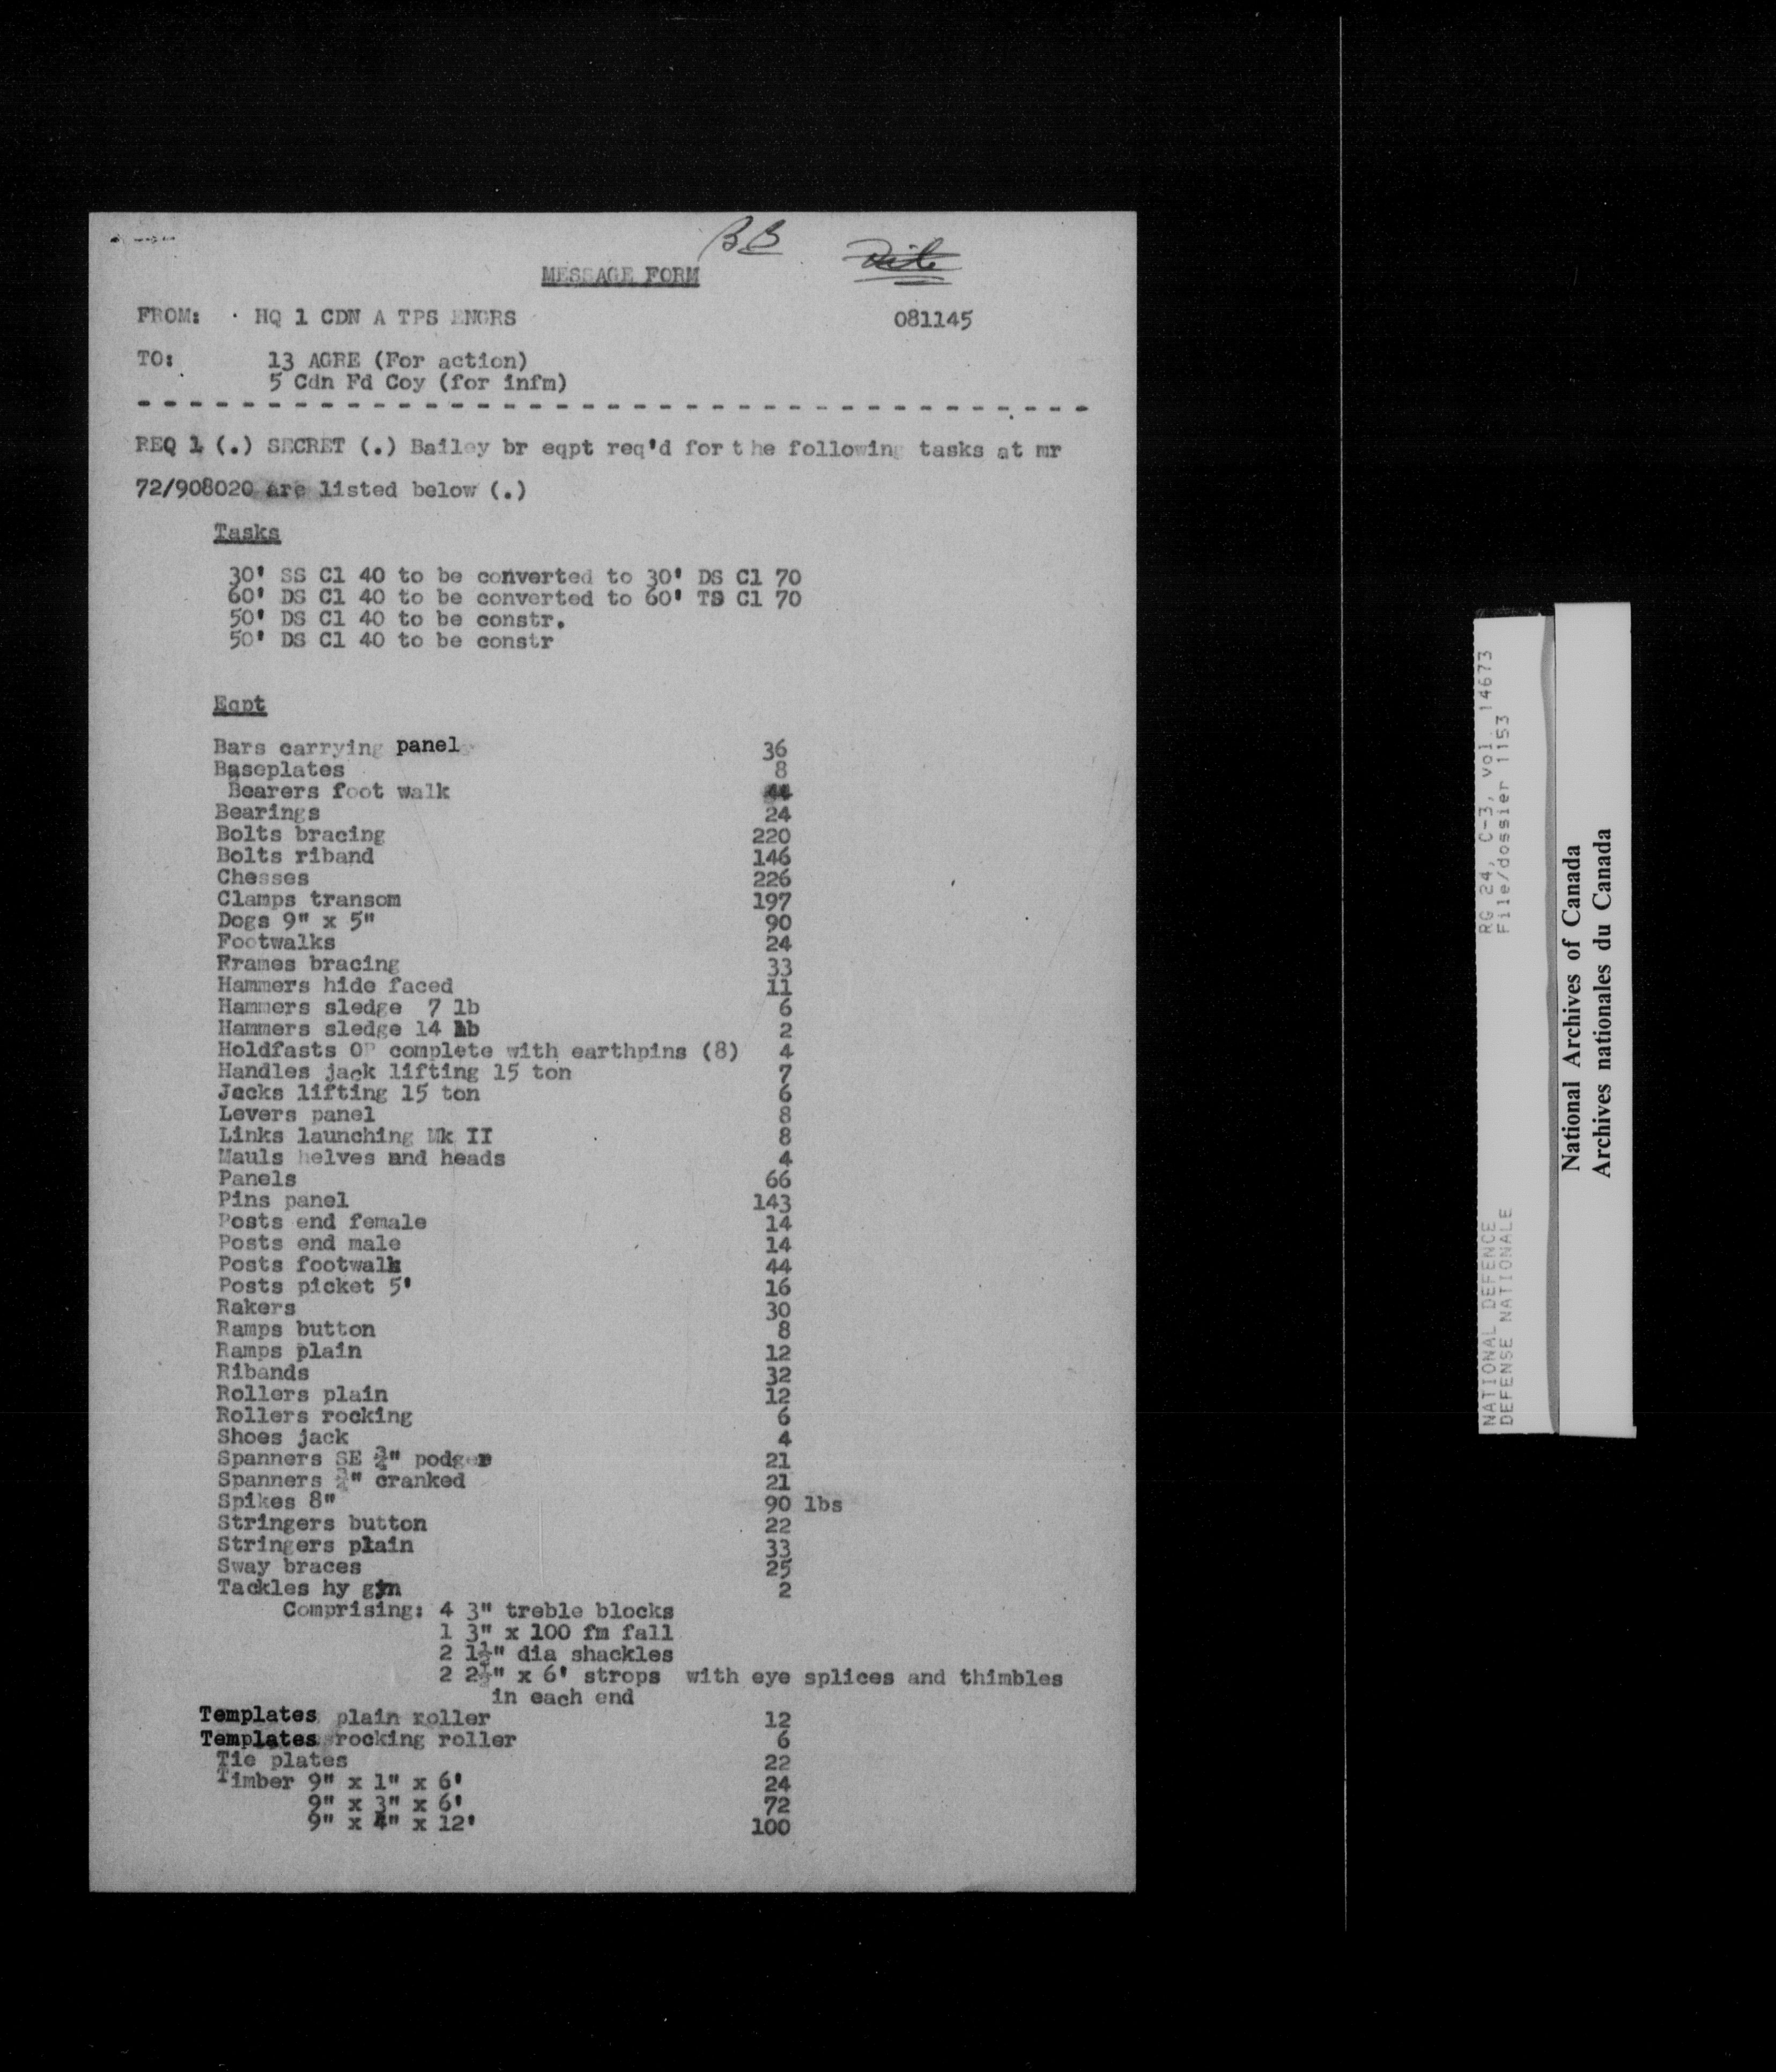 BB
MESSAGE FORM
FROM: HQ 1 CDN A TPS ENGRS 081145
TO: 13 AGRE (For action)
5 Cdn Fd Coy (for infm)
REQ 1 (.) SECRET (.) Bailey br eqpt req'd for the following tasks at mr
72/908020 are listed below (.)
Tasks
30' SS Cl 40 to be converted to 30' DS Cl 70
60' DS Cl 40 to be converted to 60' TS Cl 70
50' DS Cl 40 to be constr.
50' DS Cl 40 to be constr
Eqpt
Bars carrying panel 36
Baseplates 8
Bearers foot walk 44
Bearings 24
Bolts bracing 220
Bolts riband 146
Chesses 226
Clamps transom 197
Dogs 9" x 5" 90
Footwalks 24
Frames bracing 33
Hammers hide faced 11
Hammers sledge 7 lb 6
Hammers sledge 14 lb 2
Holdfasts OP complete with earthpins (8) 4
Handles jack lifting 15 ton 7
Jacks lifting 15 ton 6
Levers panel 8
Links launching Mk II 8
Mauls helves and heads 4
Panels 66
Pins panel 143
Posts end female 14
Posts end male 14
Posts footwalk 44
Posts picket 5' 16
Rakers 30
Ramps button 8
Ramps plain 12
Ribands 32
Rollers plain 12
Rollers rocking 6
Shoes jack 4
Spanners SE ¾" podger 21
Spanners ¾" cranked 21
Spikes 8" 90 lbs
Stringers button 22
Stringers plain 33
Sway braces 25
Tackles hy gyn 2
Comprising: 4 3" treble blocks
1 3" x 100 fm fall
2 1½" dia shackles
2 2½" x 6' strops with eye splices and thimbles
in each end
Templates plain roller 12
Templates rocking roller 6
Tie plates 22
Timber 9" x 1" x 6' 24
9" x 3" x 6' 72
9" x 4" x 12' 100
NATIONAL DEFENCE RG 24, C-3, vol. 14673
DEFENSE NATIONALE File/dossier 1153
National Archives of Canada
Archives nationales du Canada